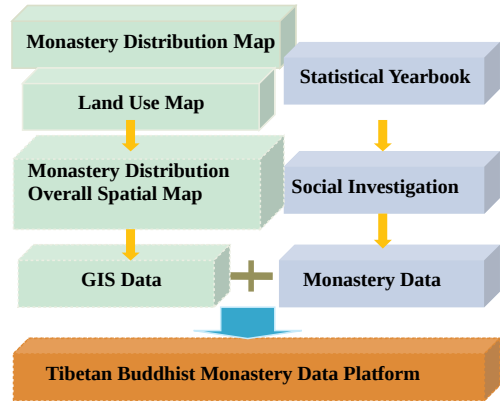 Monastery Distribution Map
Land Use Map
Statistical Yearbook
Monastery Distribution
Overall Spatial Map
Social Investigation
GIS Data
Monastery Data
Tibetan Buddhist Monastery Data Platform